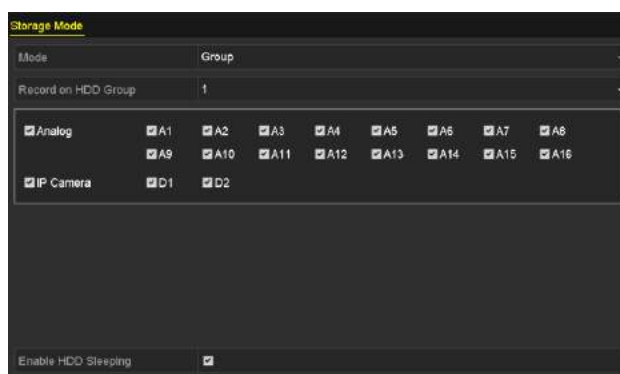 Storage Mode
Mode Group
Record on HDD Group 1
Analog A1 A2 A3 A4 A5 A6 A7 A8
A9 A10 A11 A12 A13 A14 A15 A16
IP Camera D1 D2
Enable HDD Sleeping